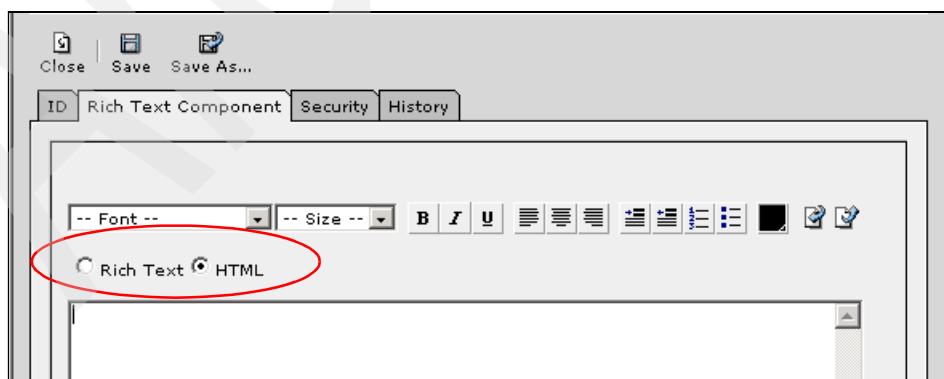 Close Save Save As...
ID Rich Text Component Security History
-- Font -- -- Size -- B I U
Rich Text HTML